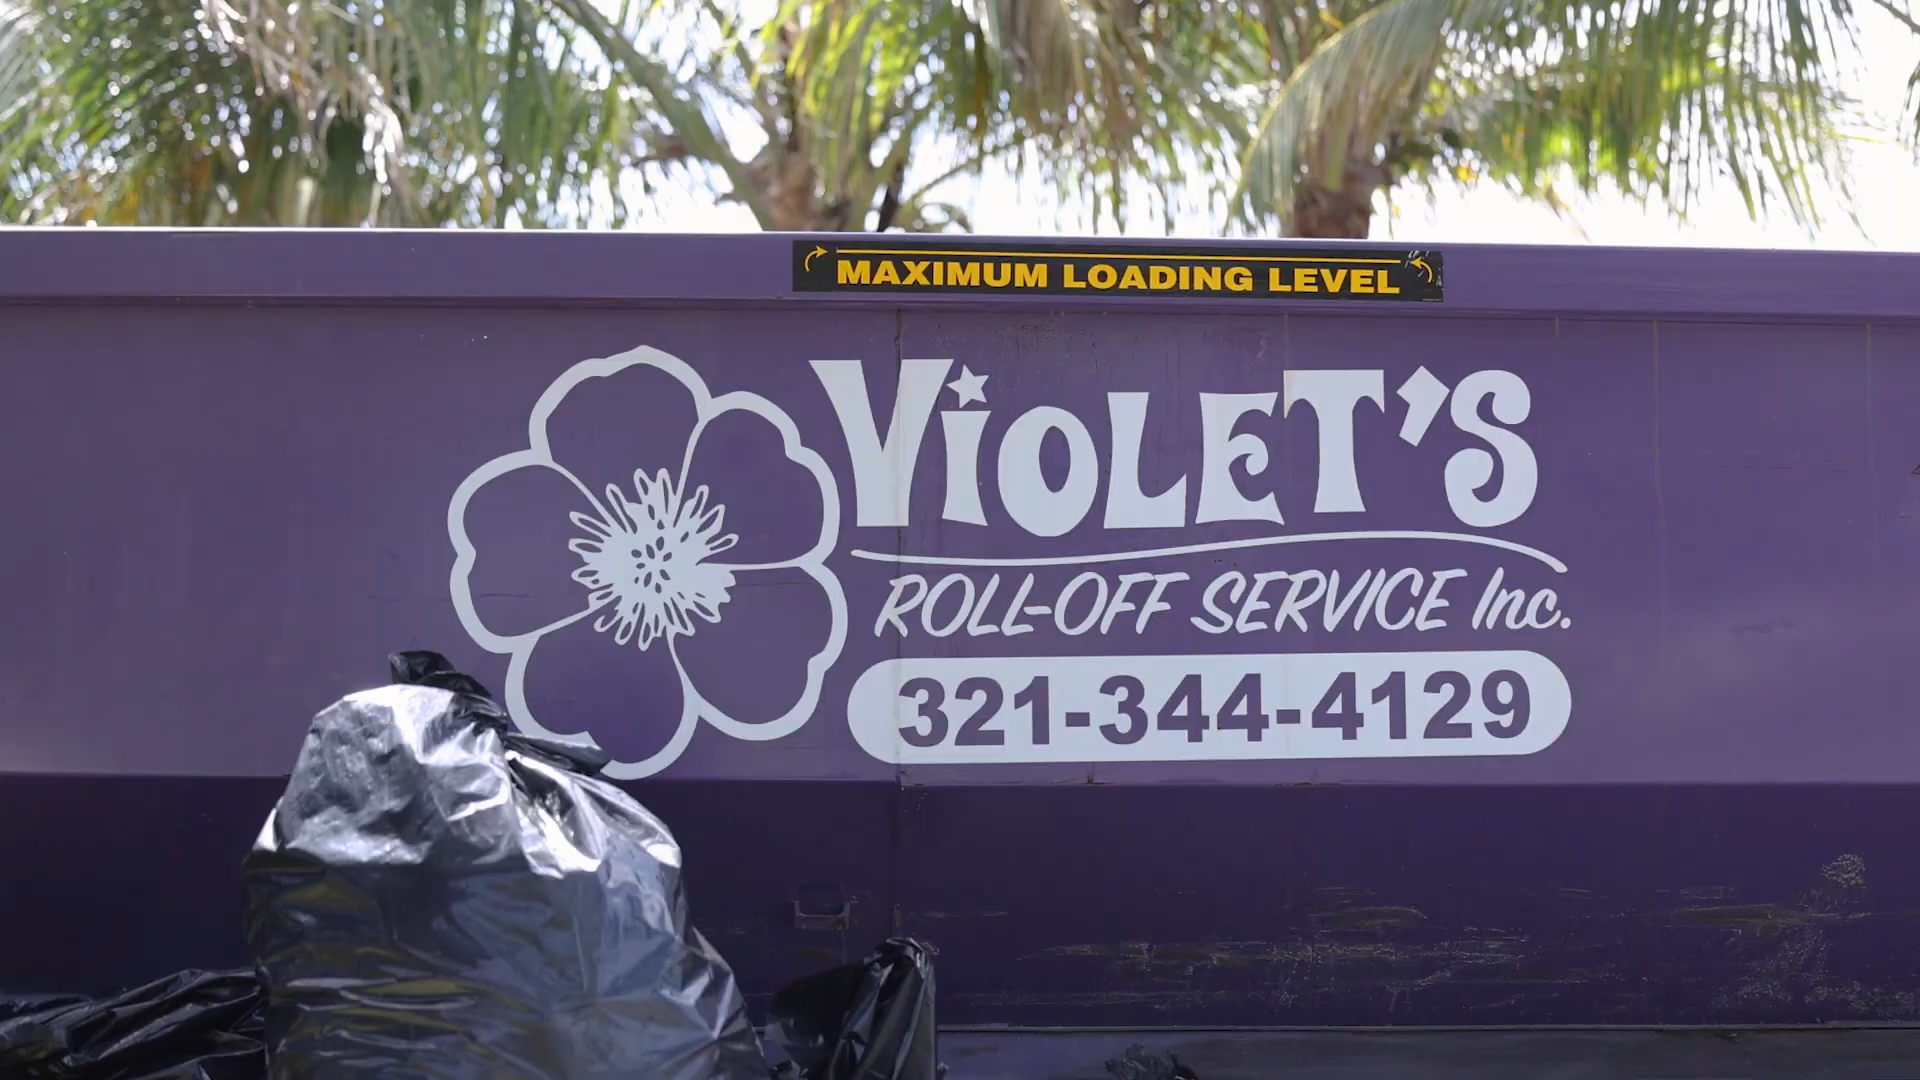 MAXIMUM LOADING LEVEL
VIOLET'S
ROLL-OFF SERVICE Inc.
321-344-4129